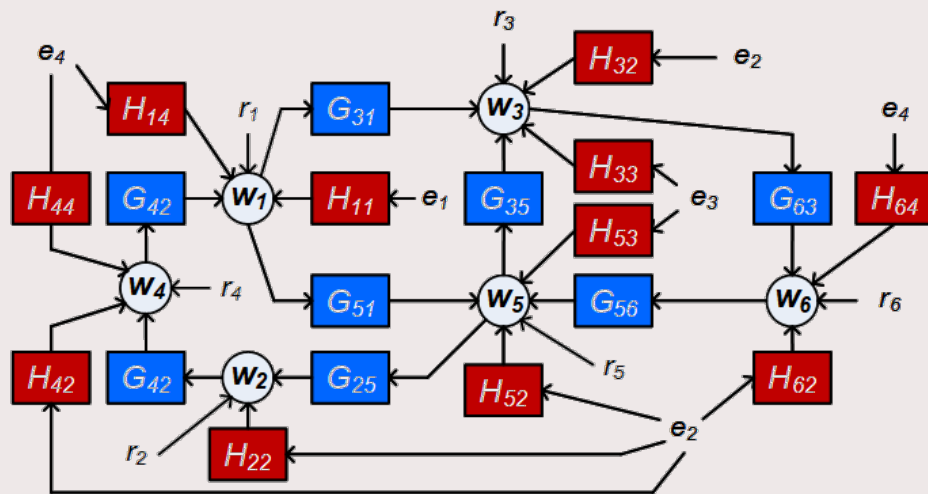 r₃
e₄
H₃₂
e₂
H₁₄
r₁
G₃₁
w₃
e₄
H₃₃
H₄₄
G₄₂
w₁
H₁₁
e₁
G₃₅
e₃
G₆₃
H₆₄
H₅₃
w₄
r₄
G₅₁
w₅
G₅₆
w₆
r₆
H₄₂
G₄₂
w₂
G₂₅
r₅
H₅₂
H₆₂
e₂
r₂
H₂₂